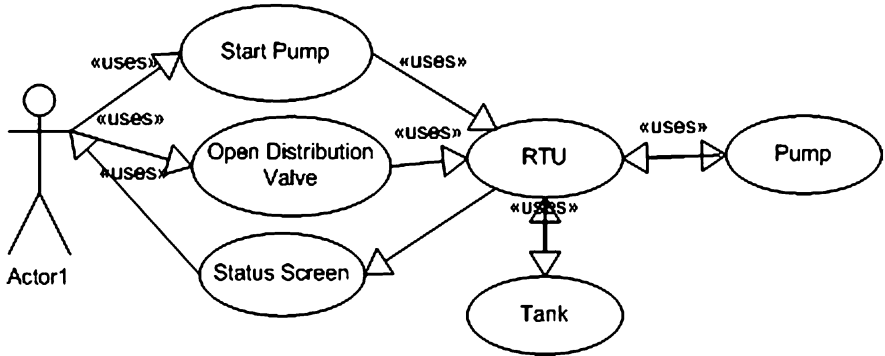 «uses»
Start Pump
«uses»
«uses»
«uses»
Open Distribution
Valve
«uses»
RTU
«uses»
Pump
«uses»
Status Screen
Actor1
Tank